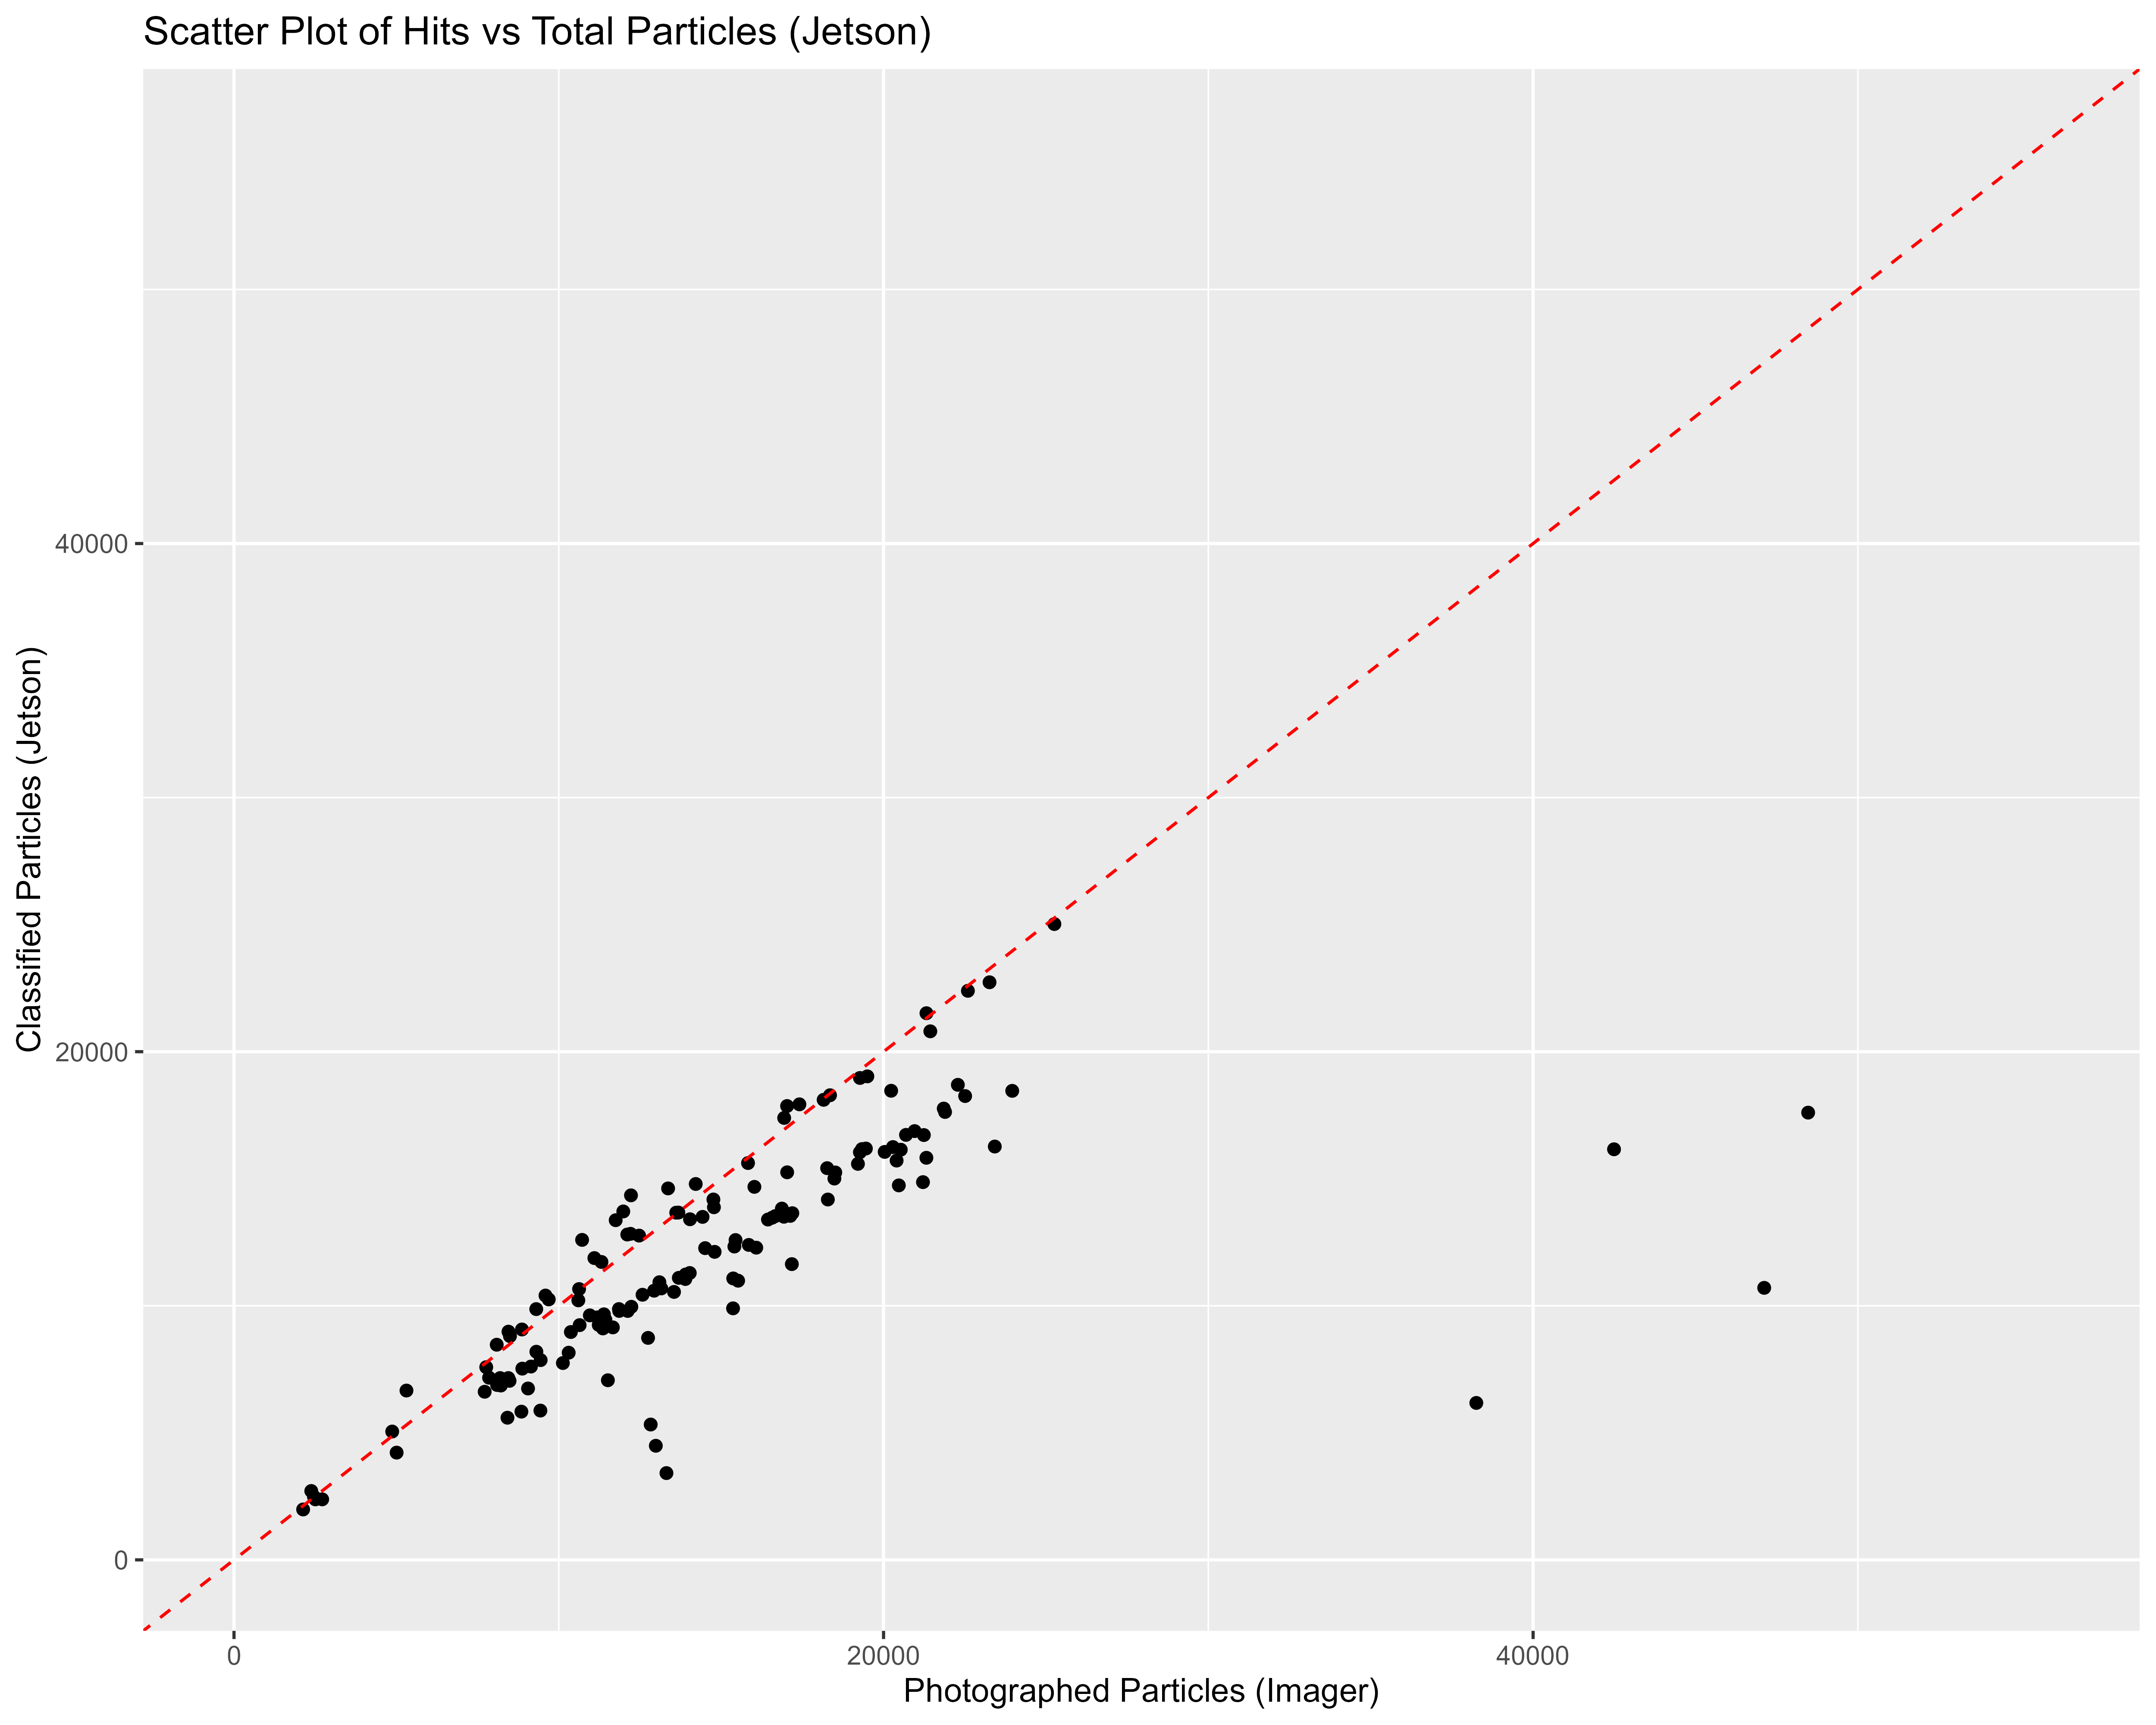 Scatter Plot of Hits vs Total Particles (Jetson)
Classified Particles (Jetson)
40000
20000
0
0
20000
40000
Photographed Particles (Imager)